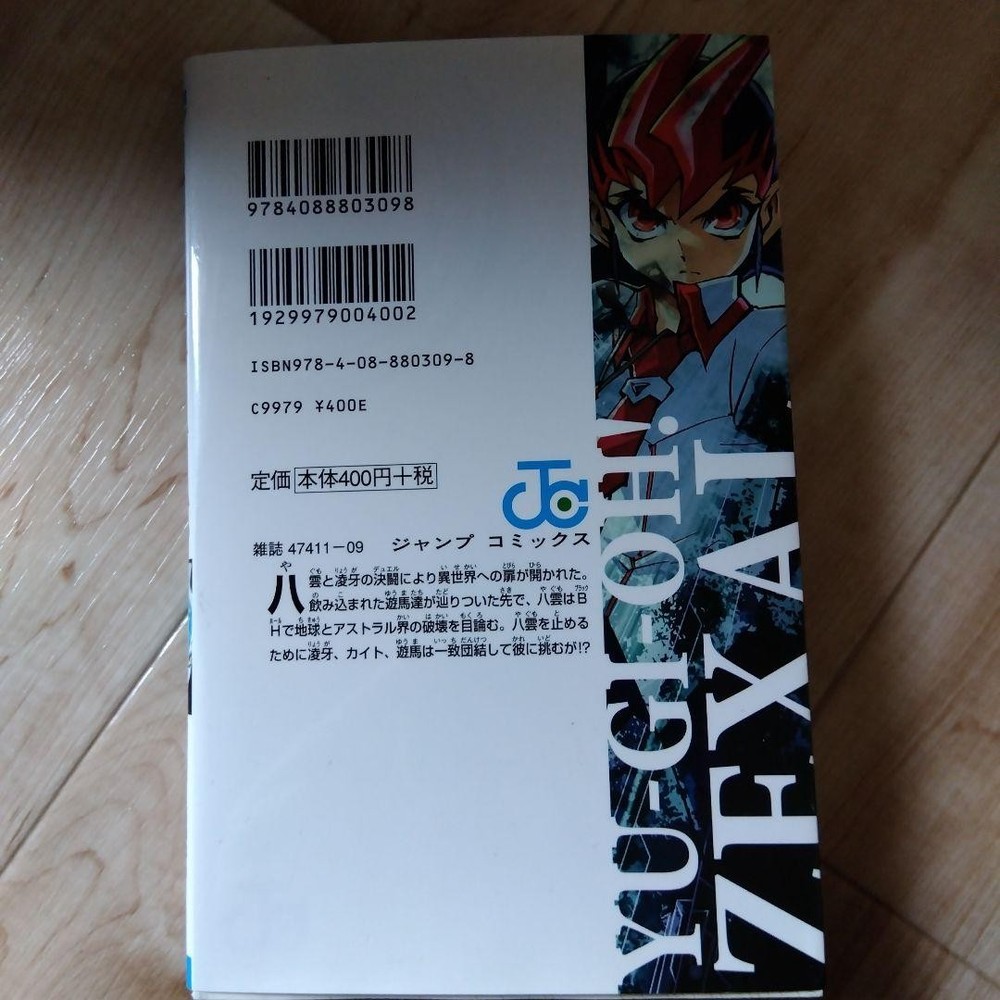 9784088803098
1929979004002
ISBN978-4-08-880309-8
C9979 ¥400E
定価 本体400円+税
雑誌 47411-09 ジャンプ コミックス
八雲と凌牙の決闘により異世界への扉が開かれた。
飲み込まれた遊馬達が辿りついた先で、八雲はB
Hで地球とアストラル界の破壊を目論む。八雲を止める
ために凌牙、カイト、遊馬は一致団結して彼に挑むが!?
YU-GI-OH!
ZEXAL